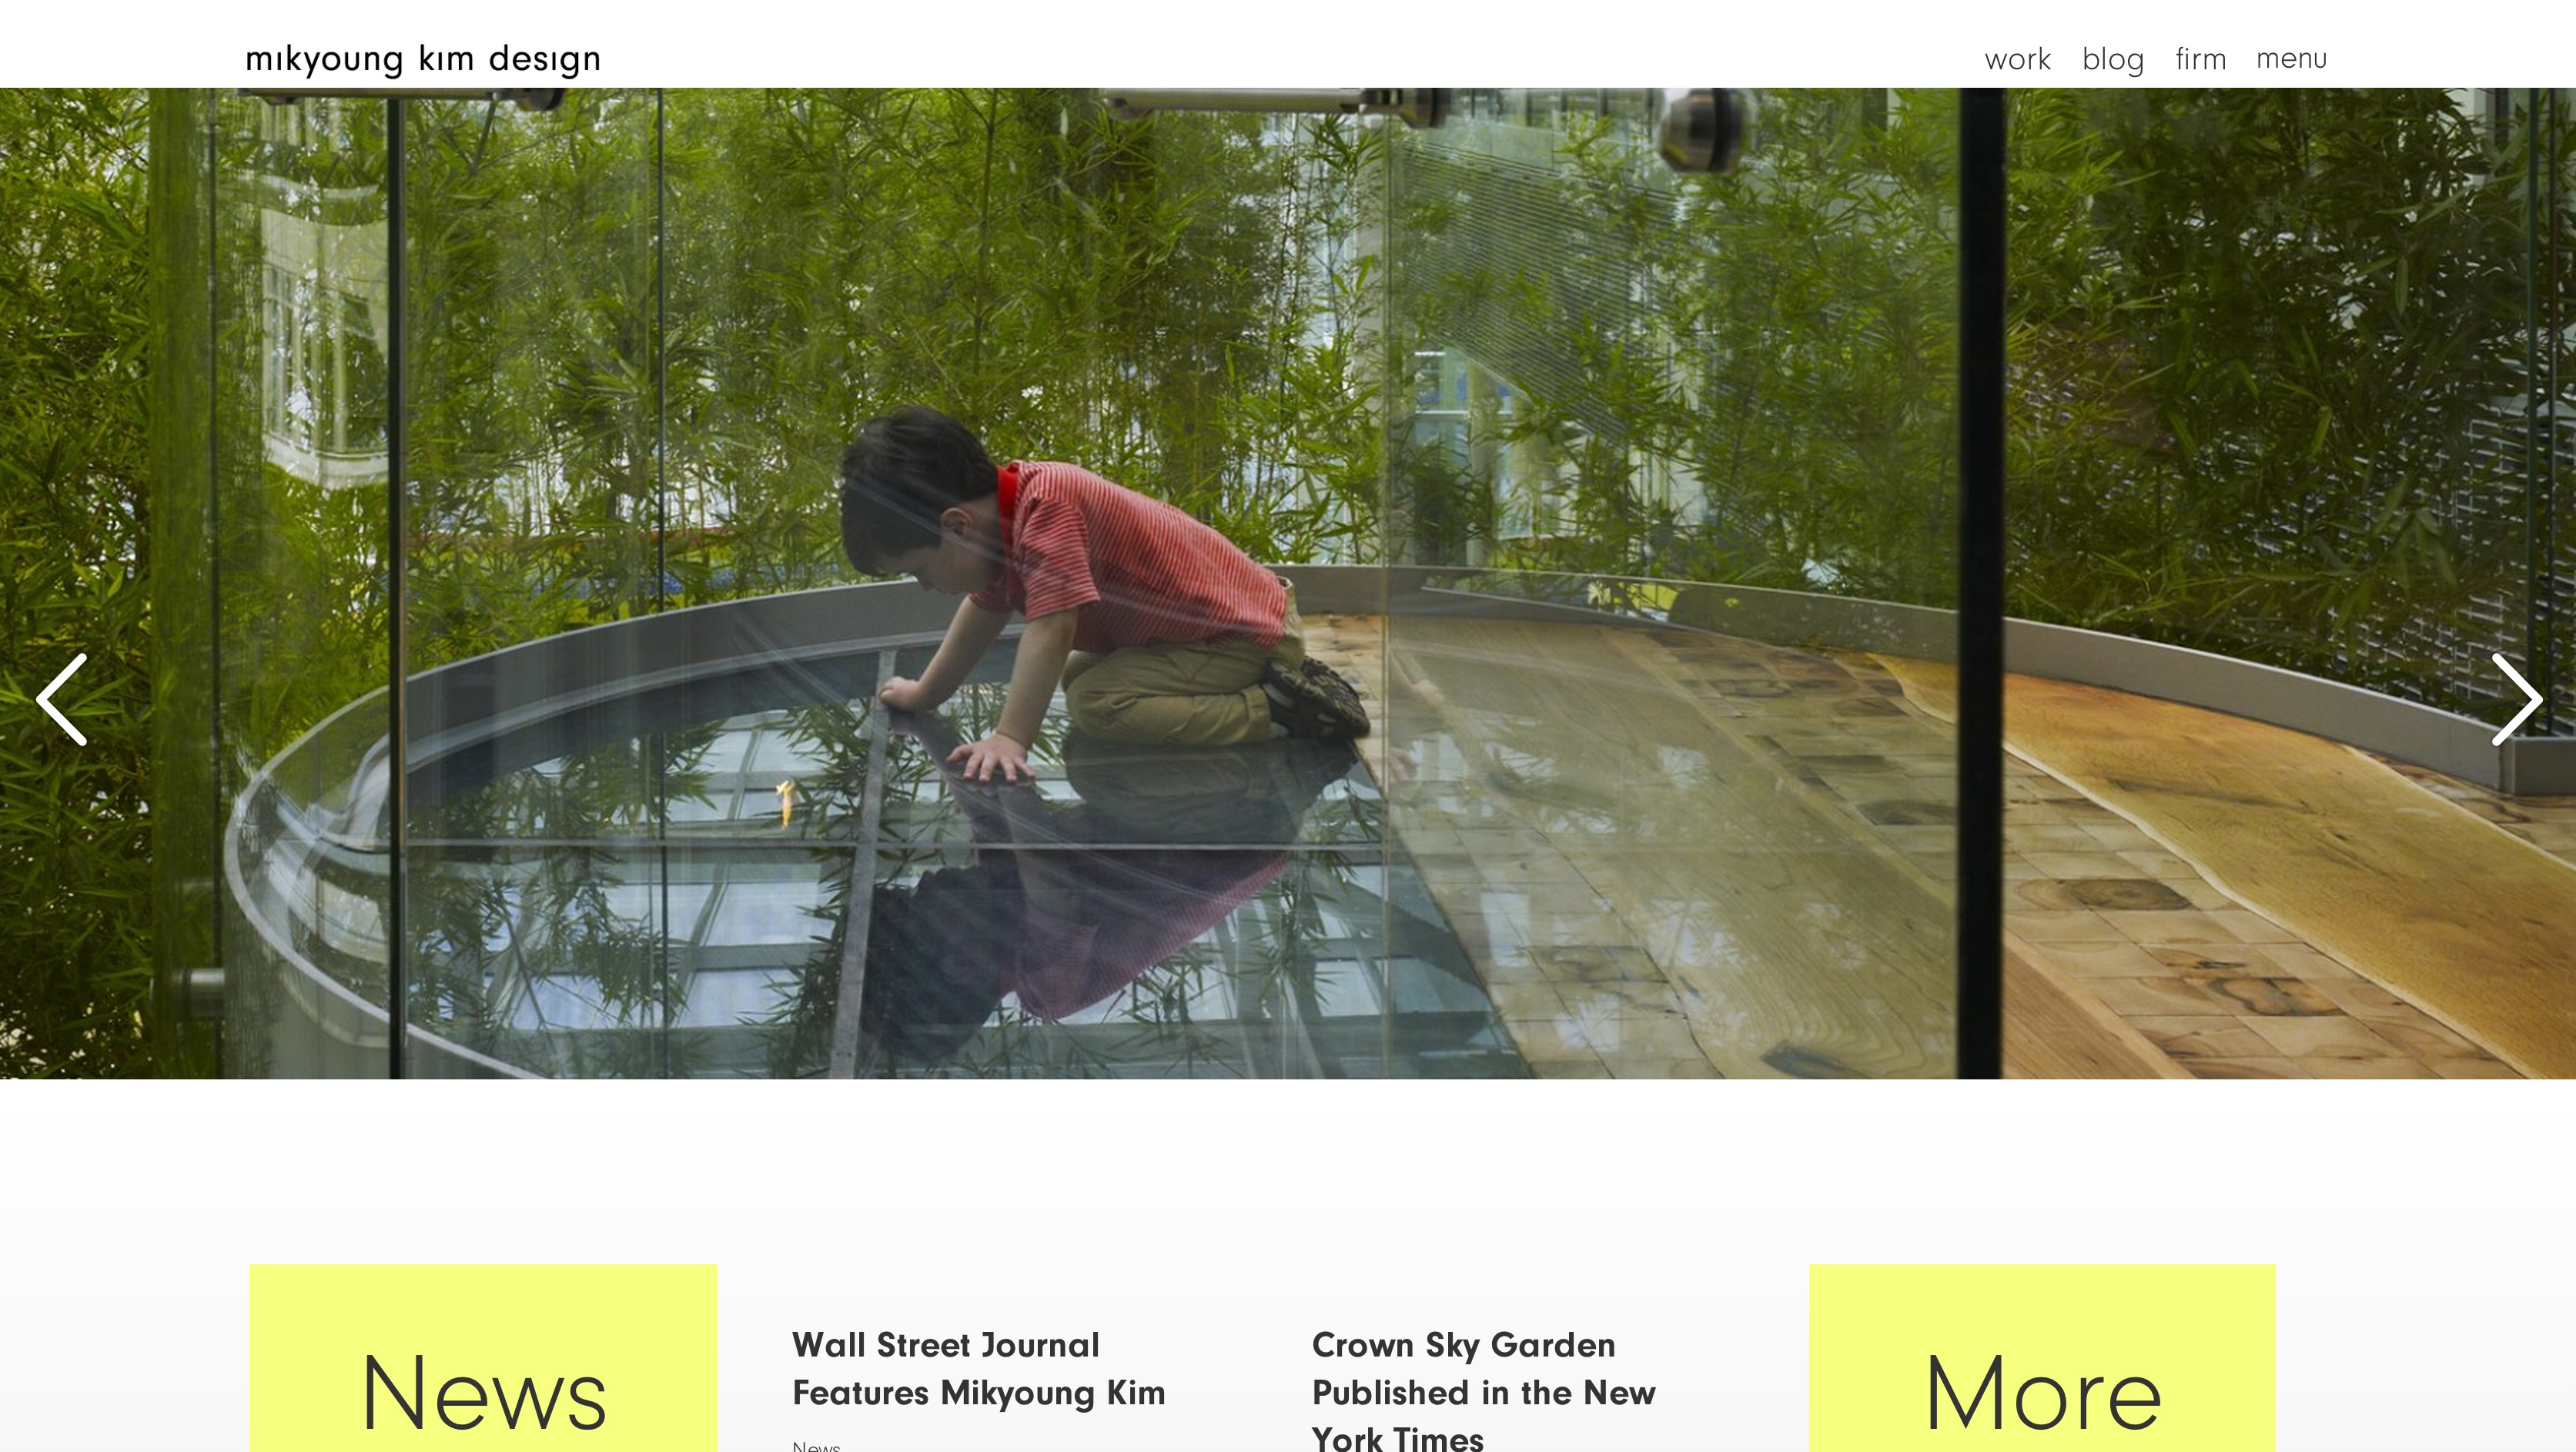 mıkyoung kım desıgn
work blog firm menu
News
Wall Street Journal
Features Mikyoung Kim
News
Crown Sky Garden
Published in the New
York Times
More